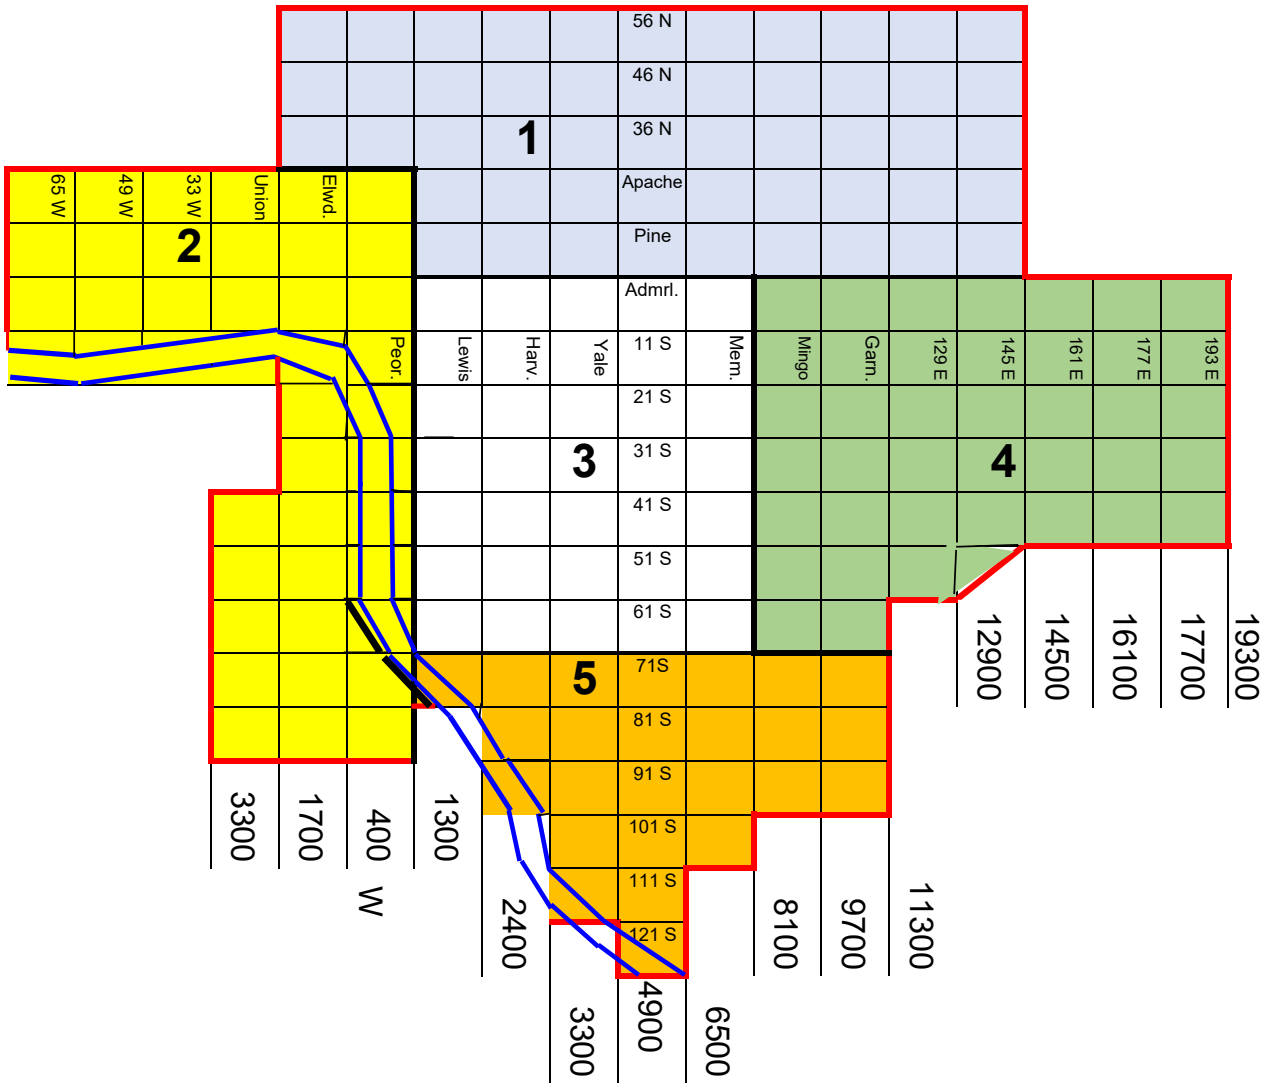 56 N
46 N
36 N
1
Apache
65 W
49 W
33 W
Union
Elwd.
2
Pine
Admrl.
Peor.
Lewis
Harv.
Yale
11 S
Mem.
Mingo
Garn.
129 E
145 E
161 E
177 E
193 E
21 S
31 S
3
4
41 S
51 S
61 S
12900
14500
16100
17700
19300
5
71S
81 S
91 S
3300
1700
400 W
1300
101 S
111 S
2400
8100
9700
11300
121 S
3300
4900
6500